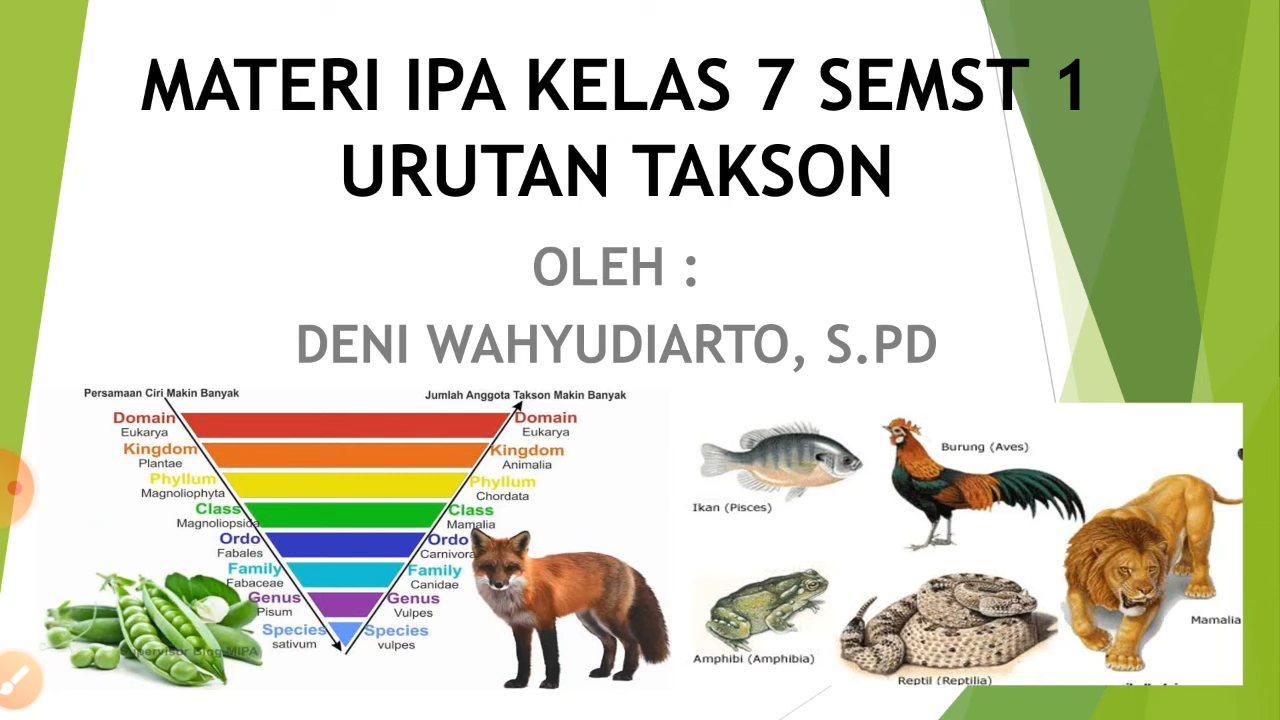 MATERI IPA KELAS 7 SEMST 1
URUTAN TAKSON
OLEH :
DENI WAHYUDIARTO, S.PD
Persamaan Ciri Makin Banyak
Jumlah Anggota Takson Makin Banyak
Domain
Eukarya
Kingdom
Plantae
Phyllum
Magnoliophyta
Class
Magnoliopsida
Ordo
Fabales
Family
Fabaceae
Genus
Pisum
Species
sativum
Domain
Eukarya
Kingdom
Animalia
Phyllum
Chordata
Class
Mamalia
Ordo
Carnivora
Family
Canidae
Genus
Vulpes
Species
vulpes
Supervisor Blog MIPA
Ikan (Pisces)
Burung (Aves)
Amphibi (Amphibia)
Reptil (Reptilia)
Mamalia